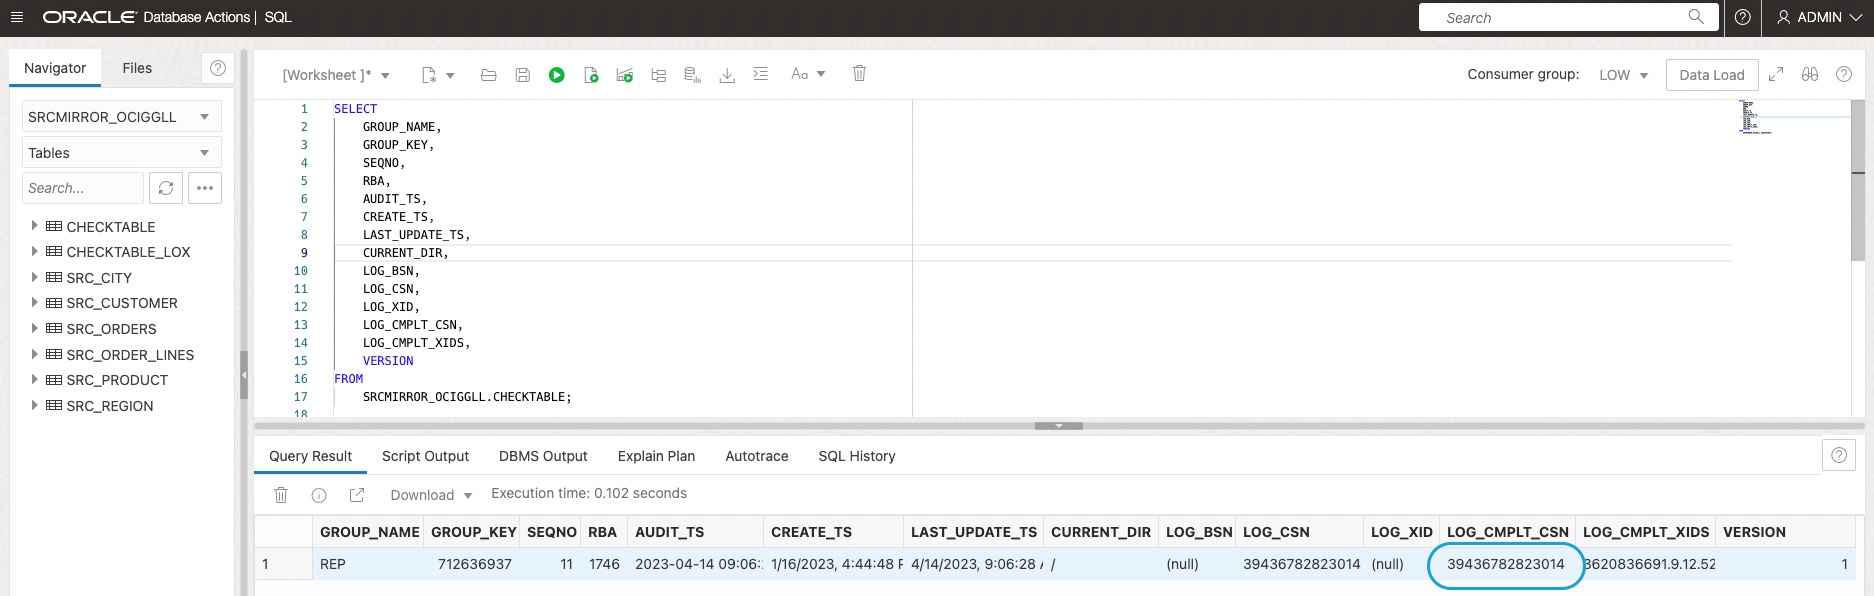 ORACLE Database Actions | SQL
Search
ADMIN
Navigator
Files
[Worksheet ]*
Aa
Consumer group:
LOW
Data Load
SRCMIRROR_OCIGGLL
Tables
Search...
CHECKTABLE
CHECKTABLE_LOX
SRC_CITY
SRC_CUSTOMER
SRC_ORDERS
SRC_ORDER_LINES
SRC_PRODUCT
SRC_REGION
1 SELECT
2 GROUP_NAME,
3 GROUP_KEY,
4 SEQNO,
5 RBA,
6 AUDIT_TS,
7 CREATE_TS,
8 LAST_UPDATE_TS,
9 CURRENT_DIR,
10 LOG_BSN,
11 LOG_CSN,
12 LOG_XID,
13 LOG_CMPLT_CSN,
14 LOG_CMPLT_XIDS,
15 VERSION
16 FROM
17 SRCMIRROR_OCIGGLL.CHECKTABLE;
18
Query Result Script Output DBMS Output Explain Plan Autotrace SQL History
Download Execution time: 0.102 seconds
GROUP_NAME GROUP_KEY SEQNO RBA AUDIT_TS CREATE_TS LAST_UPDATE_TS CURRENT_DIR LOG_BSN LOG_CSN LOG_XID LOG_CMPLT_CSN LOG_CMPLT_XIDS VERSION
1 REP 712636937 11 1746 2023-04-14 09:06: 1/16/2023, 4:44:48 P 4/14/2023, 9:06:28 A / (null) 39436782823014 (null) 39436782823014 3620836691.9.12.52 1